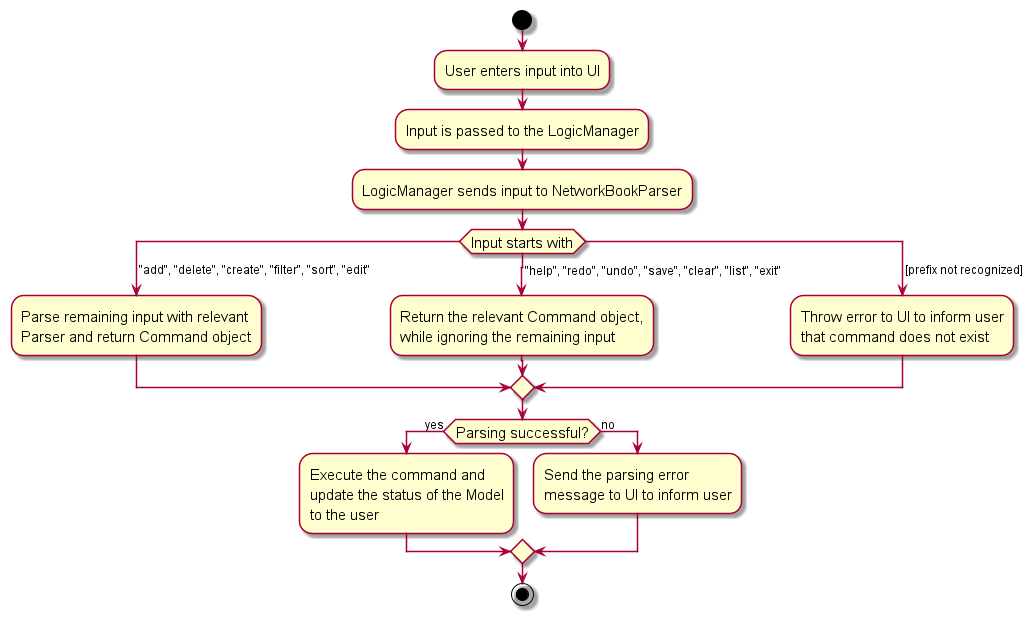 User enters input into UI
Input is passed to the LogicManager
LogicManager sends input to NetworkBookParser
Input starts with
"add", "delete", "create", "filter", "sort", "edit"
"help", "redo", "undo", "save", "clear", "list", "exit"
[prefix not recognized]
Parse remaining input with relevant
Parser and return Command object
Return the relevant Command object,
while ignoring the remaining input
Throw error to UI to inform user
that command does not exist
yes
Parsing successful?
no
Execute the command and
update the status of the Model
to the user
Send the parsing error
message to UI to inform user